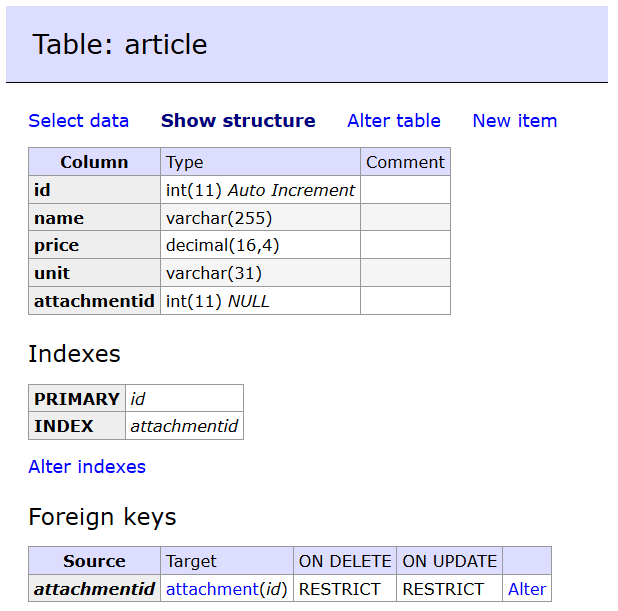 Table: article
Select data Show structure Alter table New item
Column Type Comment
id int(11) Auto Increment
name varchar(255)
price decimal(16,4)
unit varchar(31)
attachmentid int(11) NULL
Indexes
PRIMARY id
INDEX attachmentid
Alter indexes
Foreign keys
Source Target ON DELETE ON UPDATE
attachmentid attachment(id) RESTRICT RESTRICT Alter